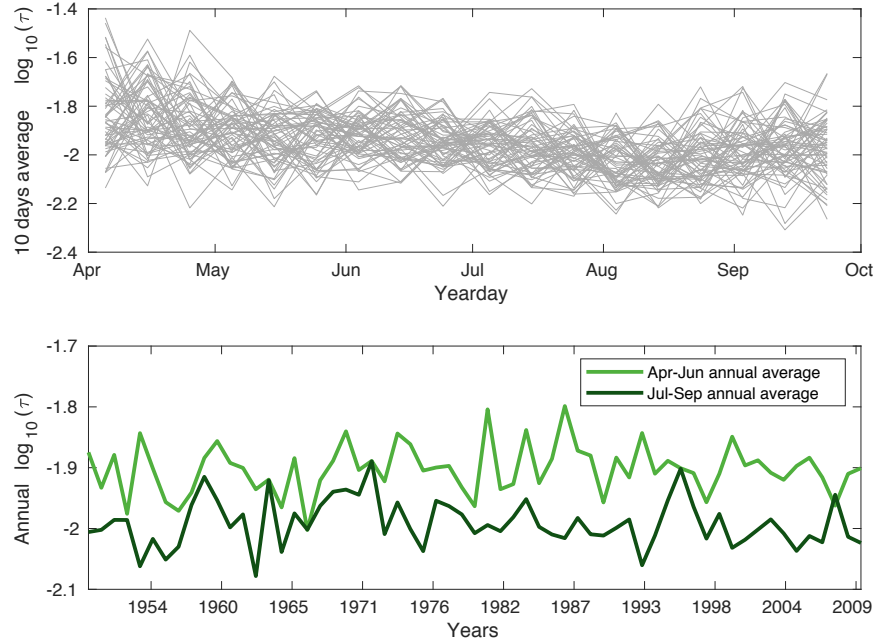 10 days average log10(τ)
-1.4
-1.6
-1.8
-2
-2.2
-2.4
Apr May Jun Jul Aug Sep Oct
Yearday
Annual log10(τ)
-1.7
-1.8
-1.9
-2
-2.1
Apr-Jun annual average
Jul-Sep annual average
1954 1960 1965 1971 1976 1982 1987 1993 1998 2004 2009
Years